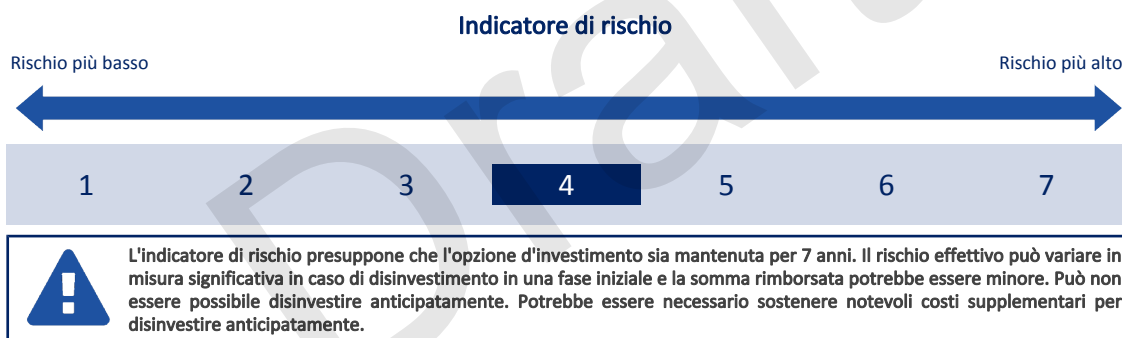 Indicatore di rischio
Rischio più basso
Rischio più alto
1 2 3 4 5 6 7
L'indicatore di rischio presuppone che l'opzione d'investimento sia mantenuta per 7 anni. Il rischio effettivo può variare in
misura significativa in caso di disinvestimento in una fase iniziale e la somma rimborsata potrebbe essere minore. Può non
essere possibile disinvestire anticipatamente. Potrebbe essere necessario sostenere notevoli costi supplementari per
disinvestire anticipatamente.
Draft